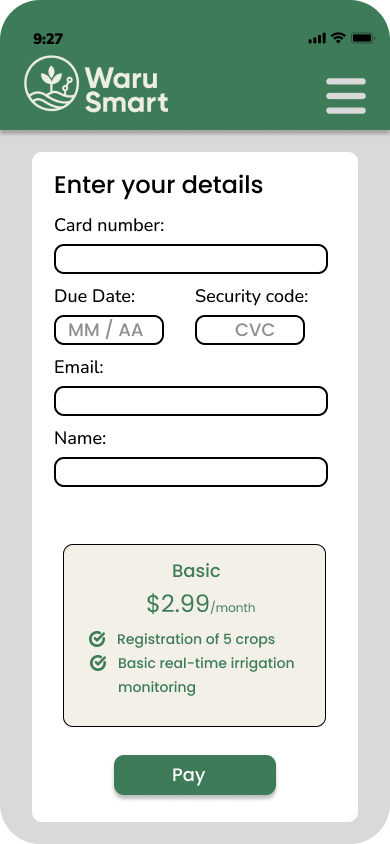 9:27
Waru
Smart
Enter your details
Card number:
Due Date: Security code:
MM / AA CVC
Email:
Name:
Basic
$2.99/month
Registration of 5 crops
Basic real-time irrigation
monitoring
Pay